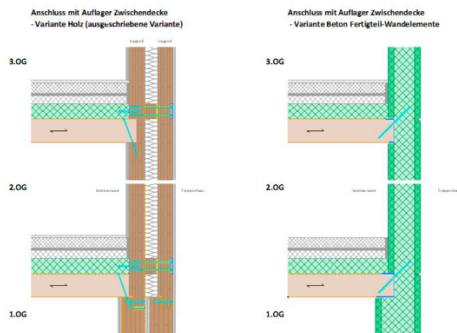 Anschluss mit Auflager Zwischendecke
- Variante Holz (ausgeschriebene Variante)
3.OG
2.OG
1.OG
Anschluss mit Auflager Zwischendecke
- Variante Beton Fertigteil-Wandelemente
3.OG
2.OG
1.OG